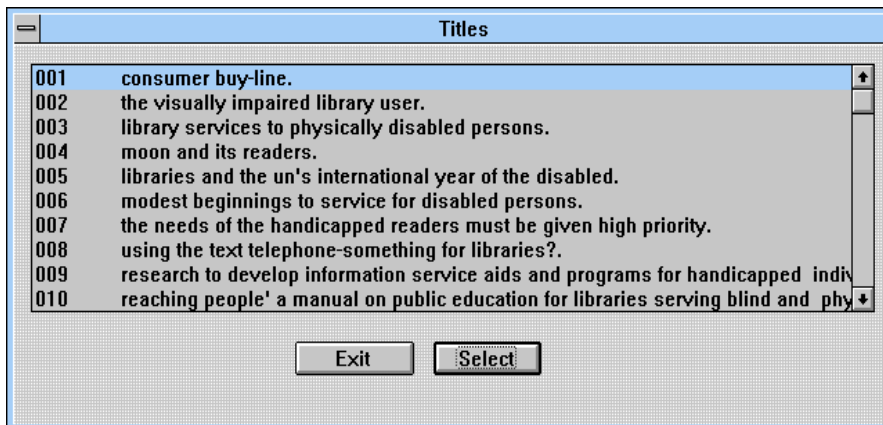 Titles
001 consumer buy-line.
002 the visually impaired library user.
003 library services to physically disabled persons.
004 moon and its readers.
005 libraries and the un's international year of the disabled.
006 modest beginnings to service for disabled persons.
007 the needs of the handicapped readers must be given high priority.
008 using the text telephone-something for libraries?.
009 research to develop information service aids and programs for handicapped indiv
010 reaching people' a manual on public education for libraries serving blind and phy
Exit Select